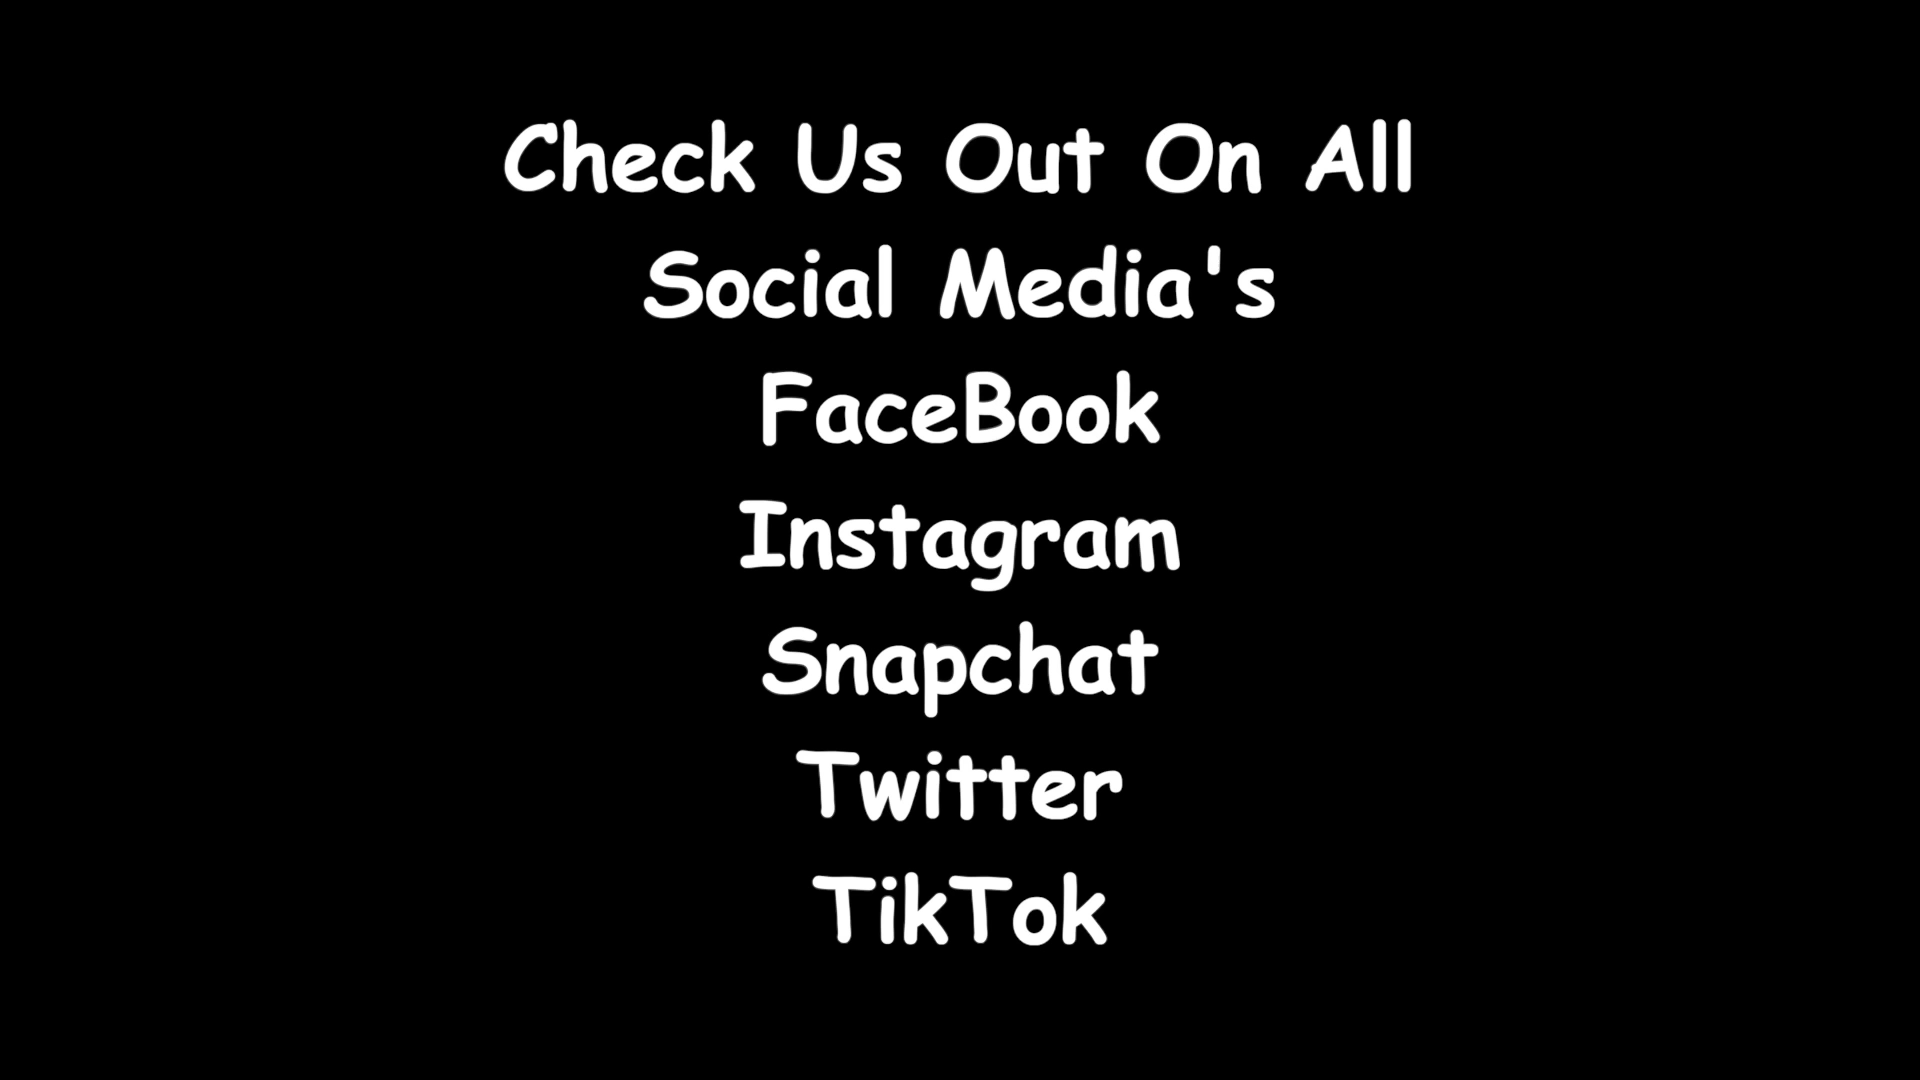 Check Us Out On All
Social Media's
FaceBook
Instagram
Snapchat
Twitter
TikTok